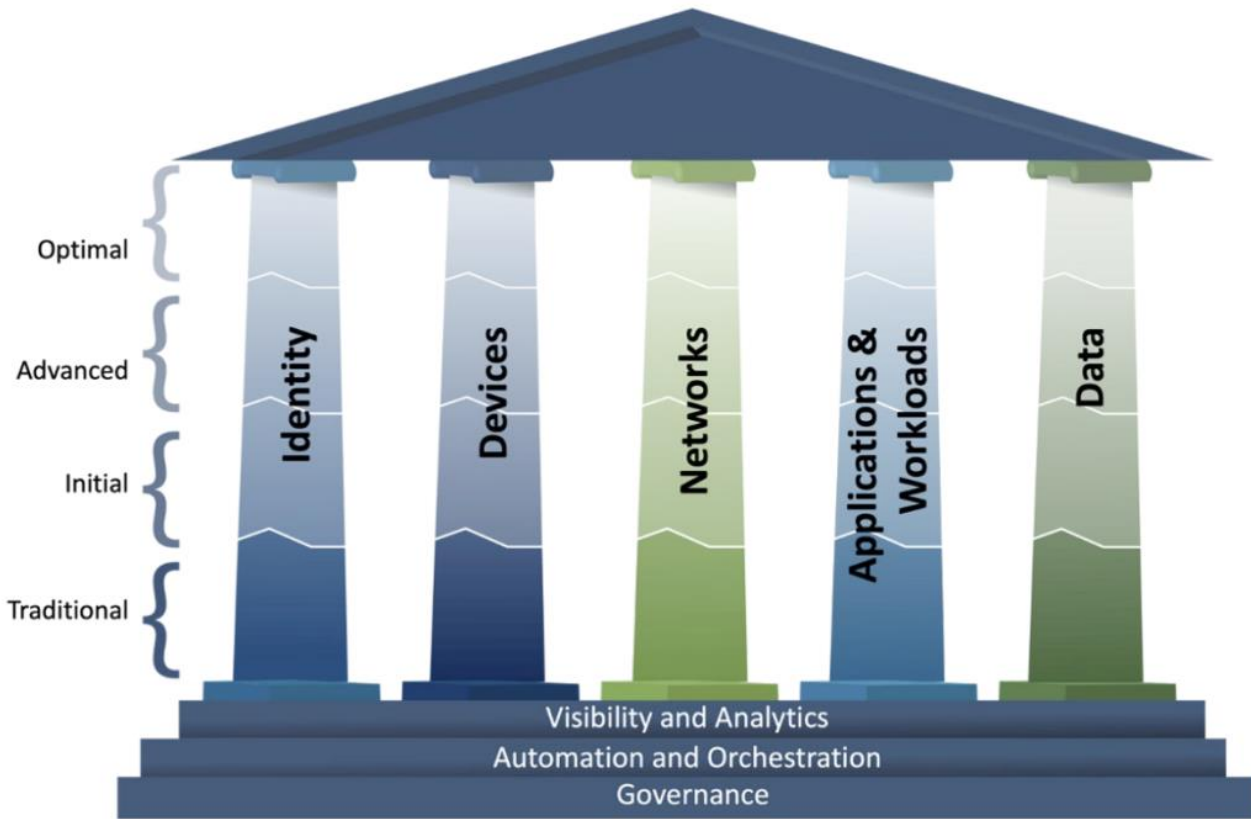 Optimal
Advanced
Initial
Traditional
Identity
Devices
Networks
Applications &
Workloads
Data
Visibility and Analytics
Automation and Orchestration
Governance